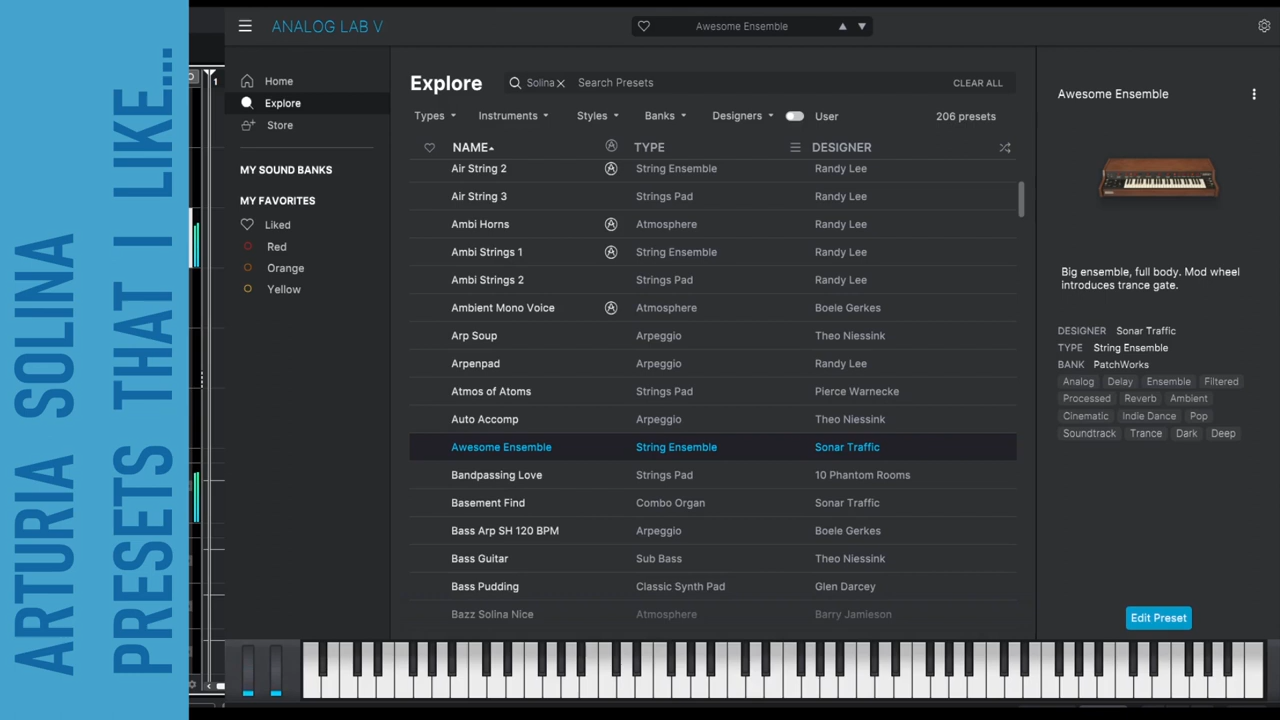 ARTURIA SOLINA
PRESETS THAT I LIKE...
1
ANALOG LAB V
Awesome Ensemble
Home
Explore
Store
MY SOUND BANKS
MY FAVORITES
Liked
Red
Orange
Yellow
Explore
Solina
Search Presets
CLEAR ALL
Types
Instruments
Styles
Banks
Designers
User
206 presets
NAME TYPE DESIGNER
Air String 2 String Ensemble Randy Lee
Air String 3 Strings Pad Randy Lee
Ambi Horns Atmosphere Randy Lee
Ambi Strings 1 String Ensemble Randy Lee
Ambi Strings 2 Strings Pad Randy Lee
Ambient Mono Voice Atmosphere Boele Gerkes
Arp Soup Arpeggio Theo Niessink
Arpenpad Arpeggio Randy Lee
Atmos of Atoms Strings Pad Pierce Warnecke
Auto Accomp Arpeggio Theo Niessink
Awesome Ensemble String Ensemble Sonar Traffic
Bandpassing Love Strings Pad 10 Phantom Rooms
Basement Find Combo Organ Sonar Traffic
Bass Arp SH 120 BPM Arpeggio Boele Gerkes
Bass Guitar Sub Bass Theo Niessink
Bass Pudding Classic Synth Pad Glen Darcey
Bazz Solina Nice Atmosphere Barry Jamieson
Awesome Ensemble
Big ensemble, full body. Mod wheel
introduces trance gate.
DESIGNER Sonar Traffic
TYPE String Ensemble
BANK PatchWorks
Analog Delay Ensemble Filtered
Processed Reverb Ambient
Cinematic Indie Dance Pop
Soundtrack Trance Dark Deep
Edit Preset